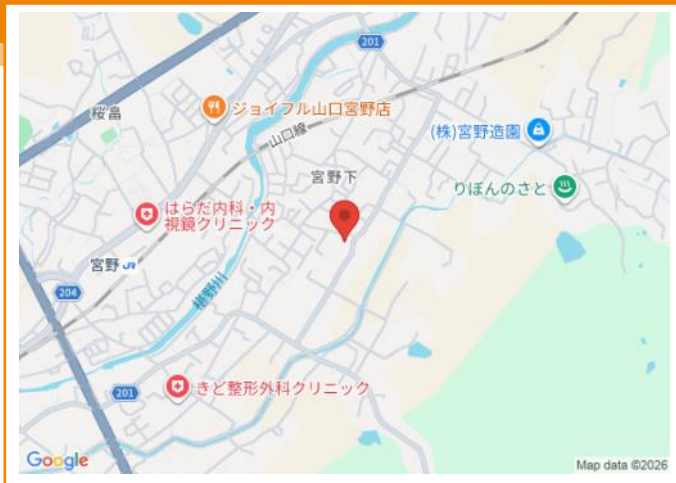 201
桜畠
ジョイフル山口宮野店
山口線
(株)宮野造園
宮野下
りぼんのさと
はらだ内科・内
視鏡クリニック
宮野 JR
204
椹野川
201
きど整形外科クリニック
Google
Map data ©2026